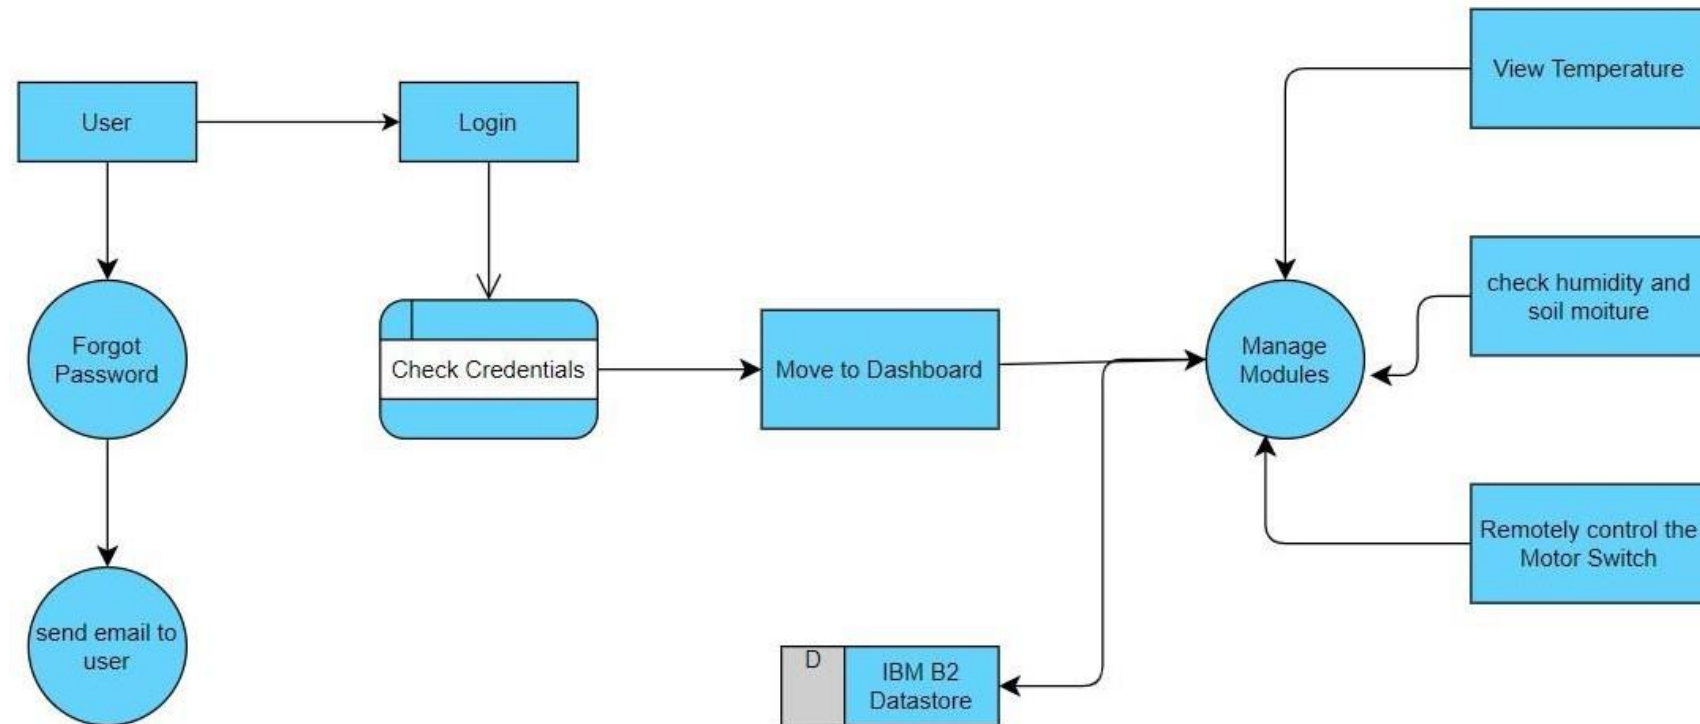 User
Login
Forgot
Password
send email to
user
Check Credentials
Move to Dashboard
D
IBM B2
Datastore
Manage
Modules
View Temperature
check humidity and
soil moiture
Remotely control the
Motor Switch